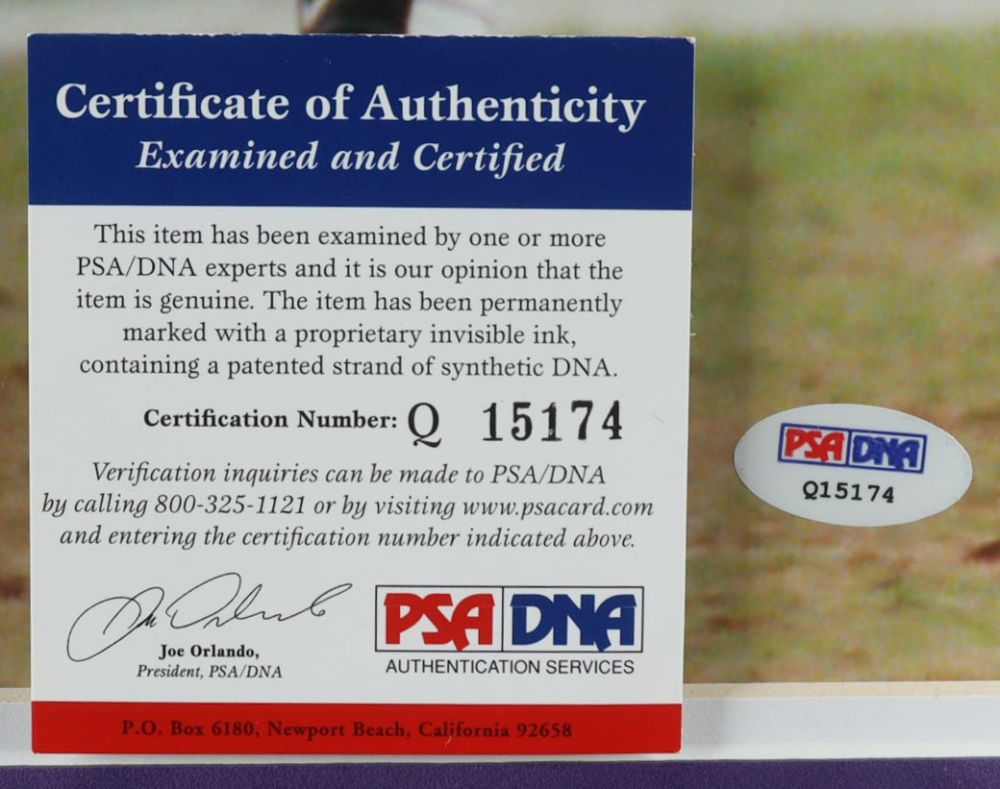 Certificate of Authenticity
Examined and Certified
This item has been examined by one or more
PSA/DNA experts and it is our opinion that the
item is genuine. The item has been permanently
marked with a proprietary invisible ink,
containing a patented strand of synthetic DNA.
Certification Number: Q 15174
Verification inquiries can be made to PSA/DNA
by calling 800-325-1121 or by visiting www.psacard.com
and entering the certification number indicated above.
Joe Orlando,
President, PSA/DNA
PSA DNA
AUTHENTICATION SERVICES
P.O. Box 6180, Newport Beach, California 92658
PSA DNA
Q15174